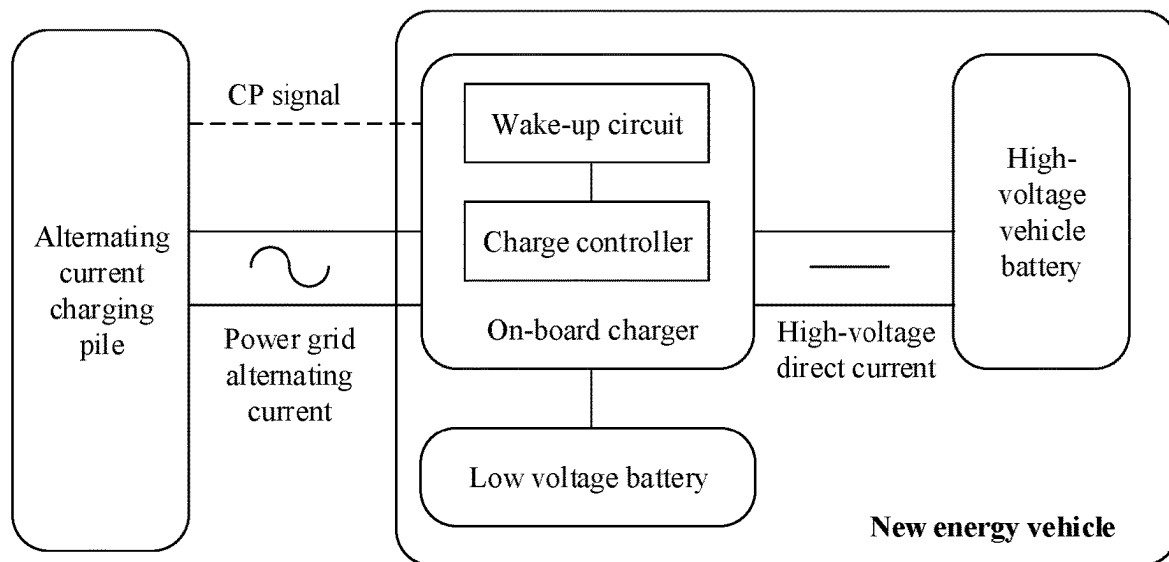 CP signal
Wake-up circuit
High-
voltage
vehicle
battery
Alternating
current
charging
pile
Charge controller
Power grid
alternating
current
On-board charger
High-voltage
direct current
Low voltage battery
New energy vehicle